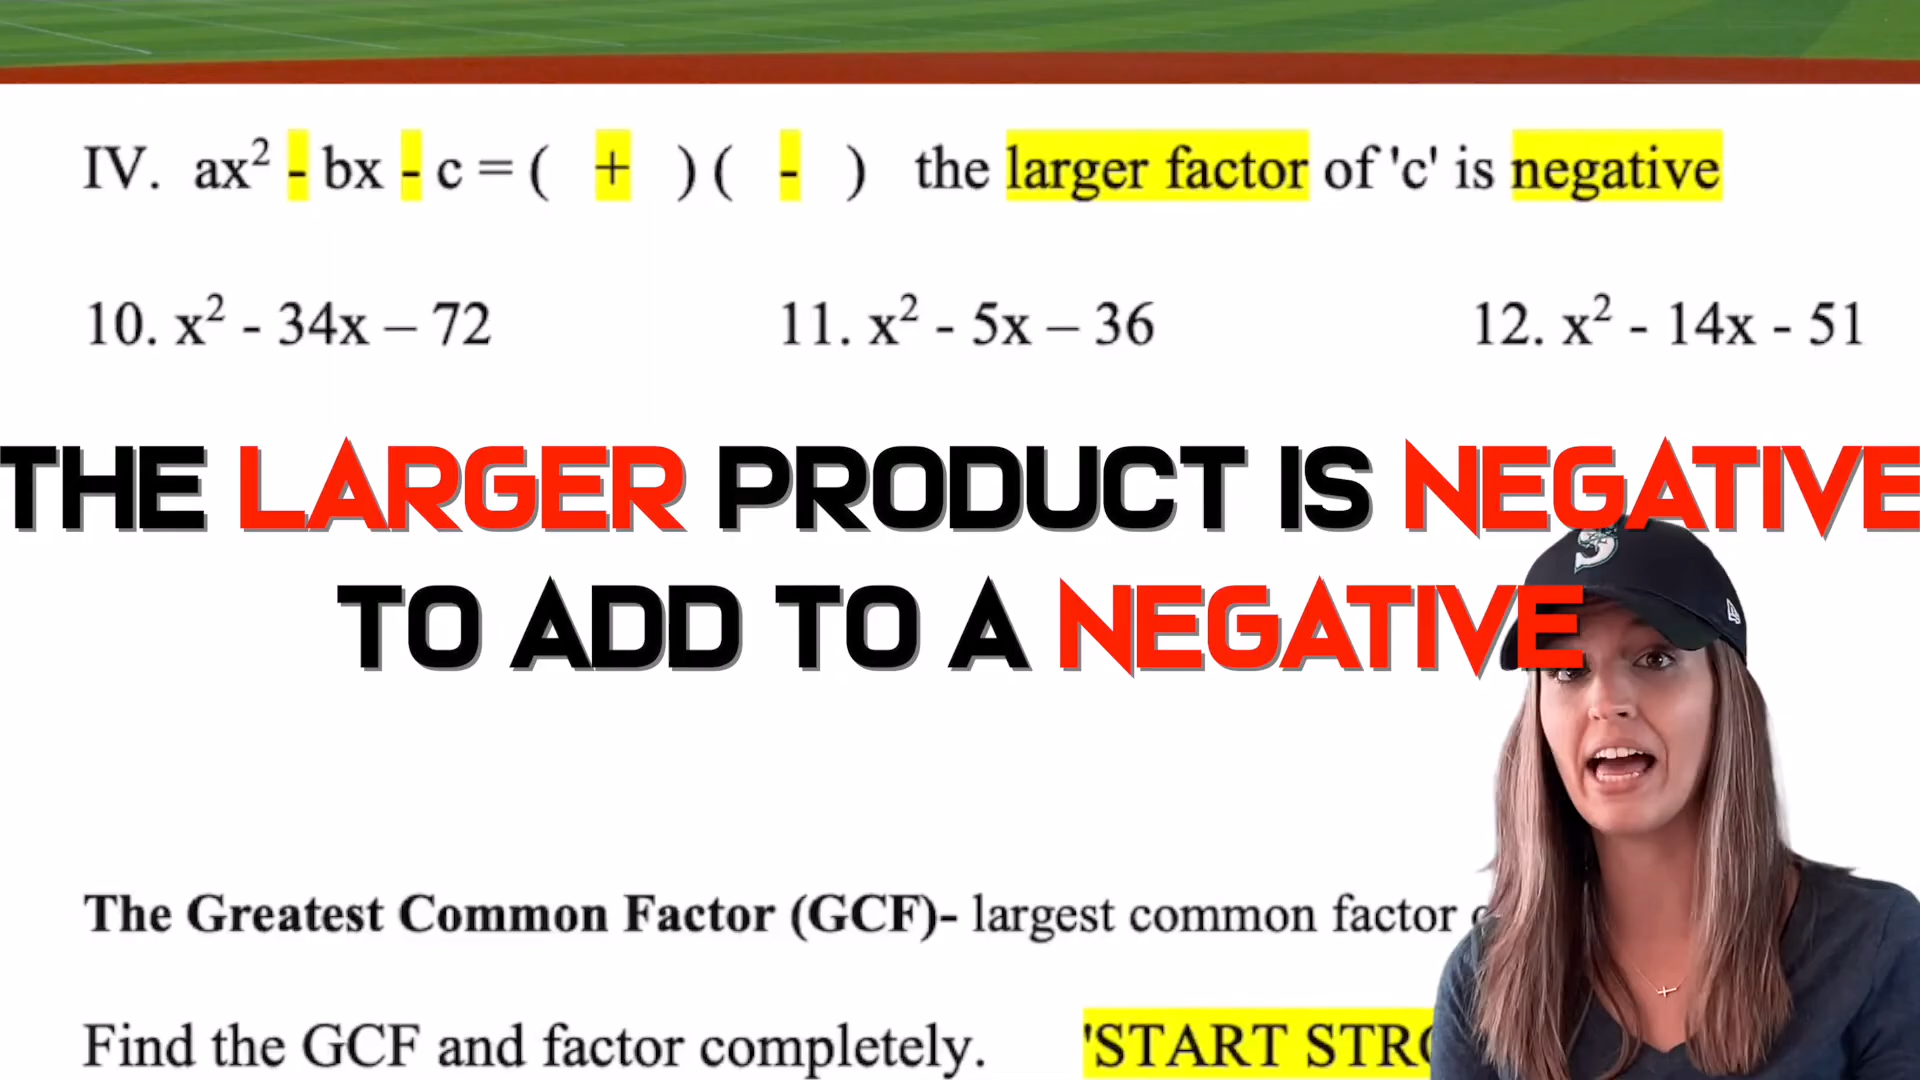 IV. ax² - bx - c = ( + ) ( - ) the larger factor of 'c' is negative
10. x² - 34x – 72 11. x² - 5x – 36 12. x² - 14x - 51
THE LARGER PRODUCT IS NEGATIVE
TO ADD TO A NEGATIVE
The Greatest Common Factor (GCF)- largest common factor
Find the GCF and factor completely. 'START